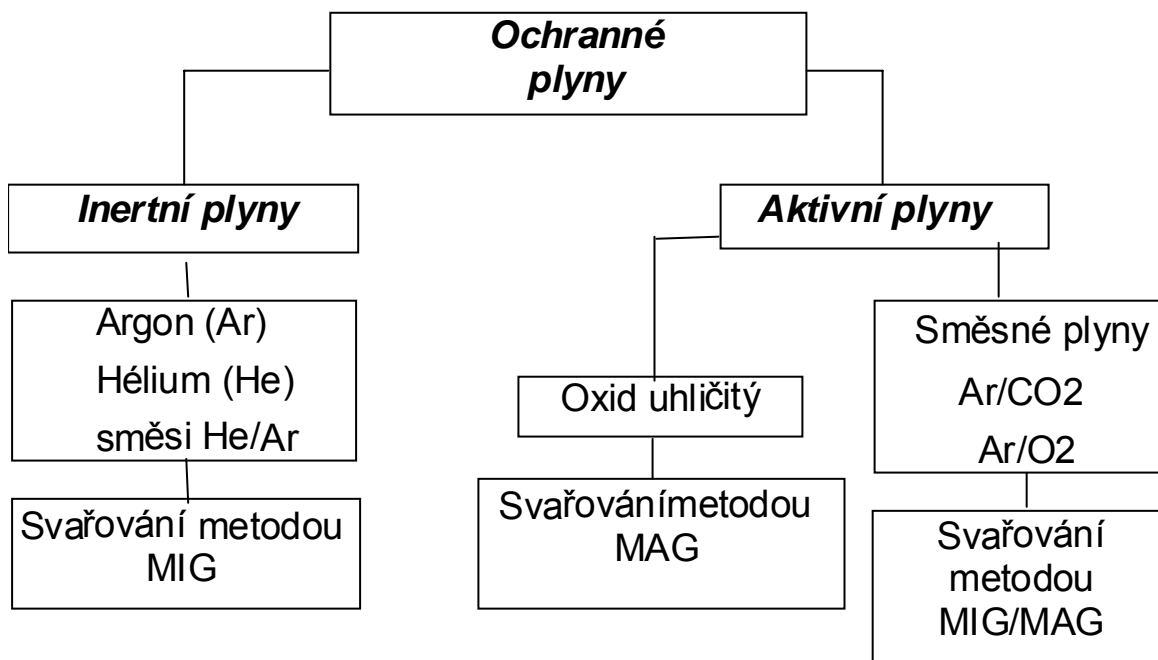 Ochranné
plyny
Inertní plyny
Aktivní plyny
Argon (Ar)
Hélium (He)
směsi He/Ar
Oxid uhličitý
Směsné plyny
Ar/CO2
Ar/O2
Svařování metodou
MIG
Svařovánímetodou
MAG
Svařování
metodou
MIG/MAG